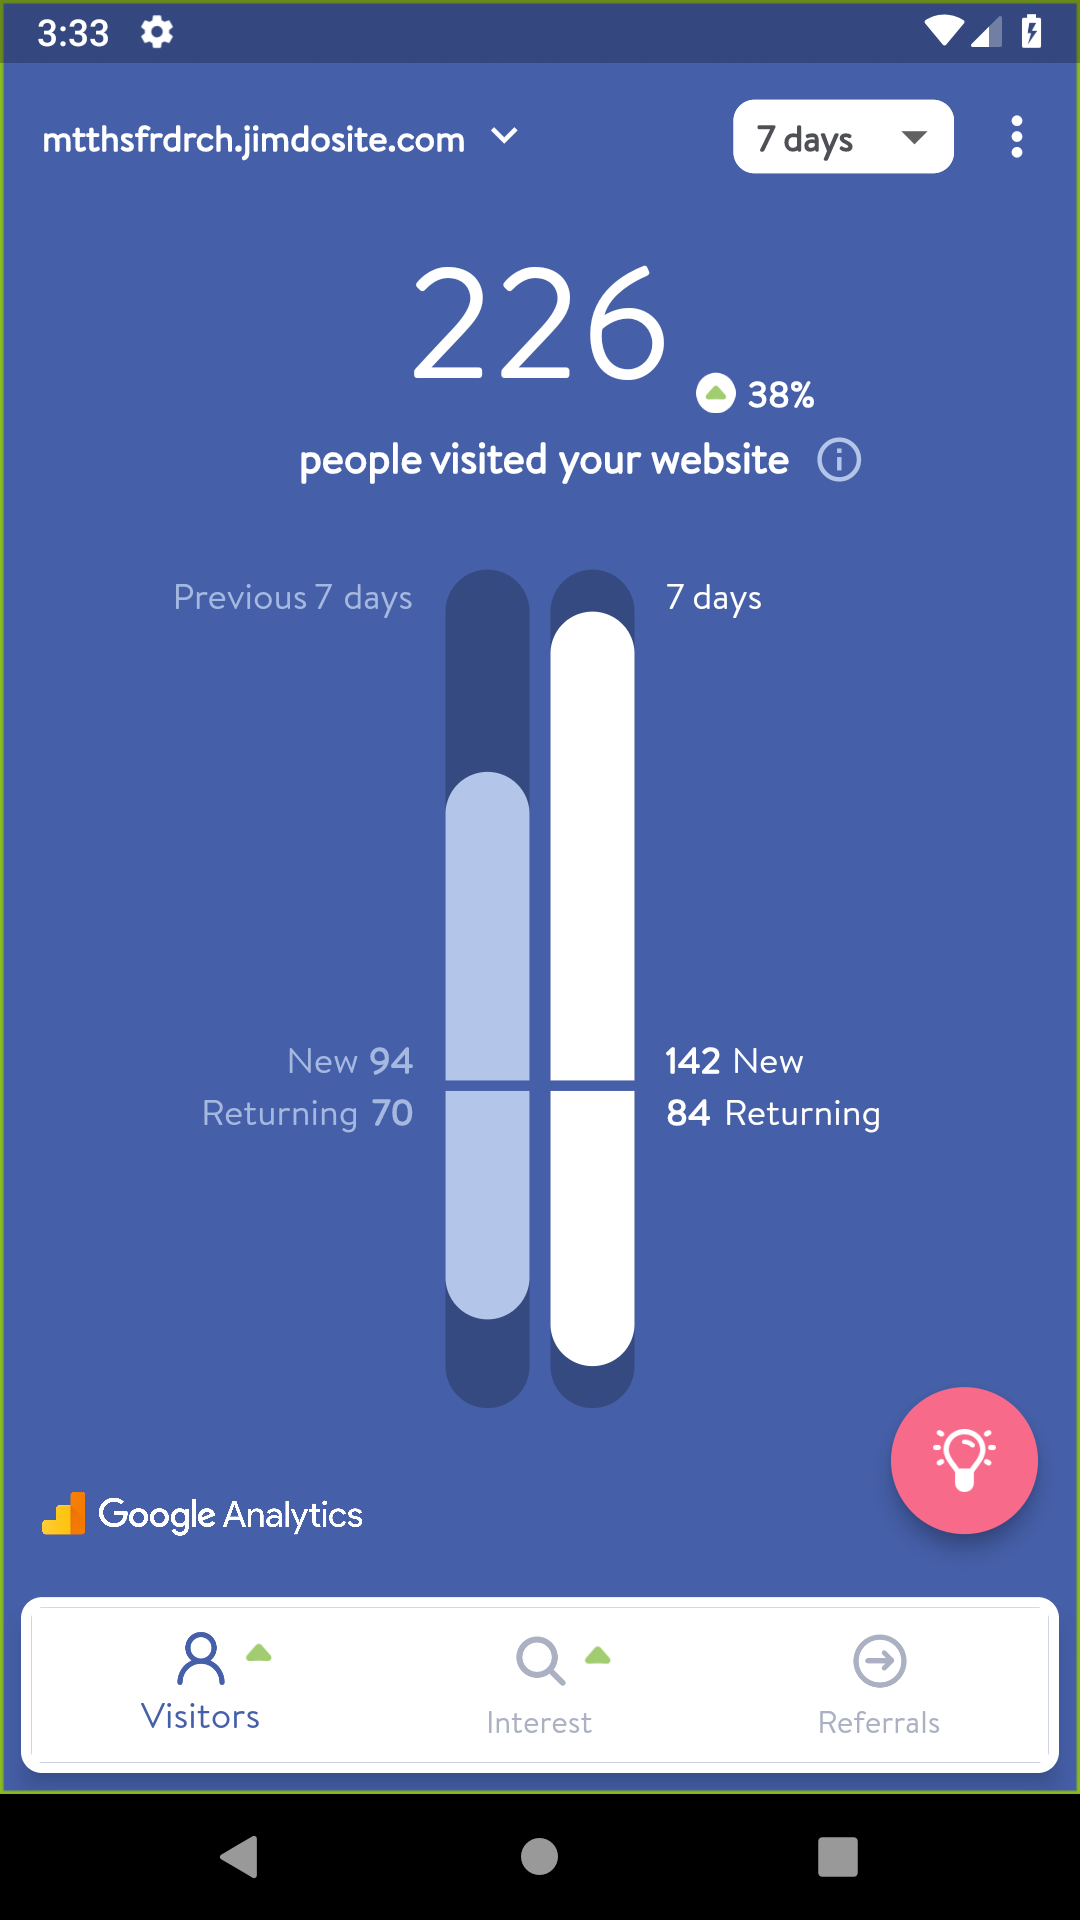 3:33
mtthsfrdrch.jimdosite.com
7 days
226
38%
people visited your website
Previous 7 days
7 days
New 94
142 New
Returning 70
84 Returning
Google Analytics
Visitors
Interest
Referrals